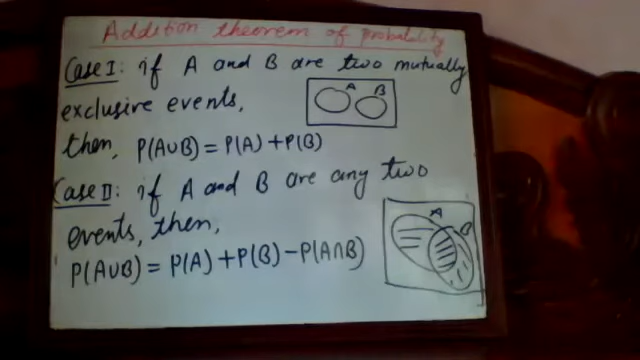 Addition theorem of probability
Case I: if A and B are two mutually
exclusive events,
A B
then, P(A∪B) = P(A) + P(B)
Case II: if A and B are any two
events, then,
A B
P(A∪B) = P(A) + P(B) - P(A∩B)